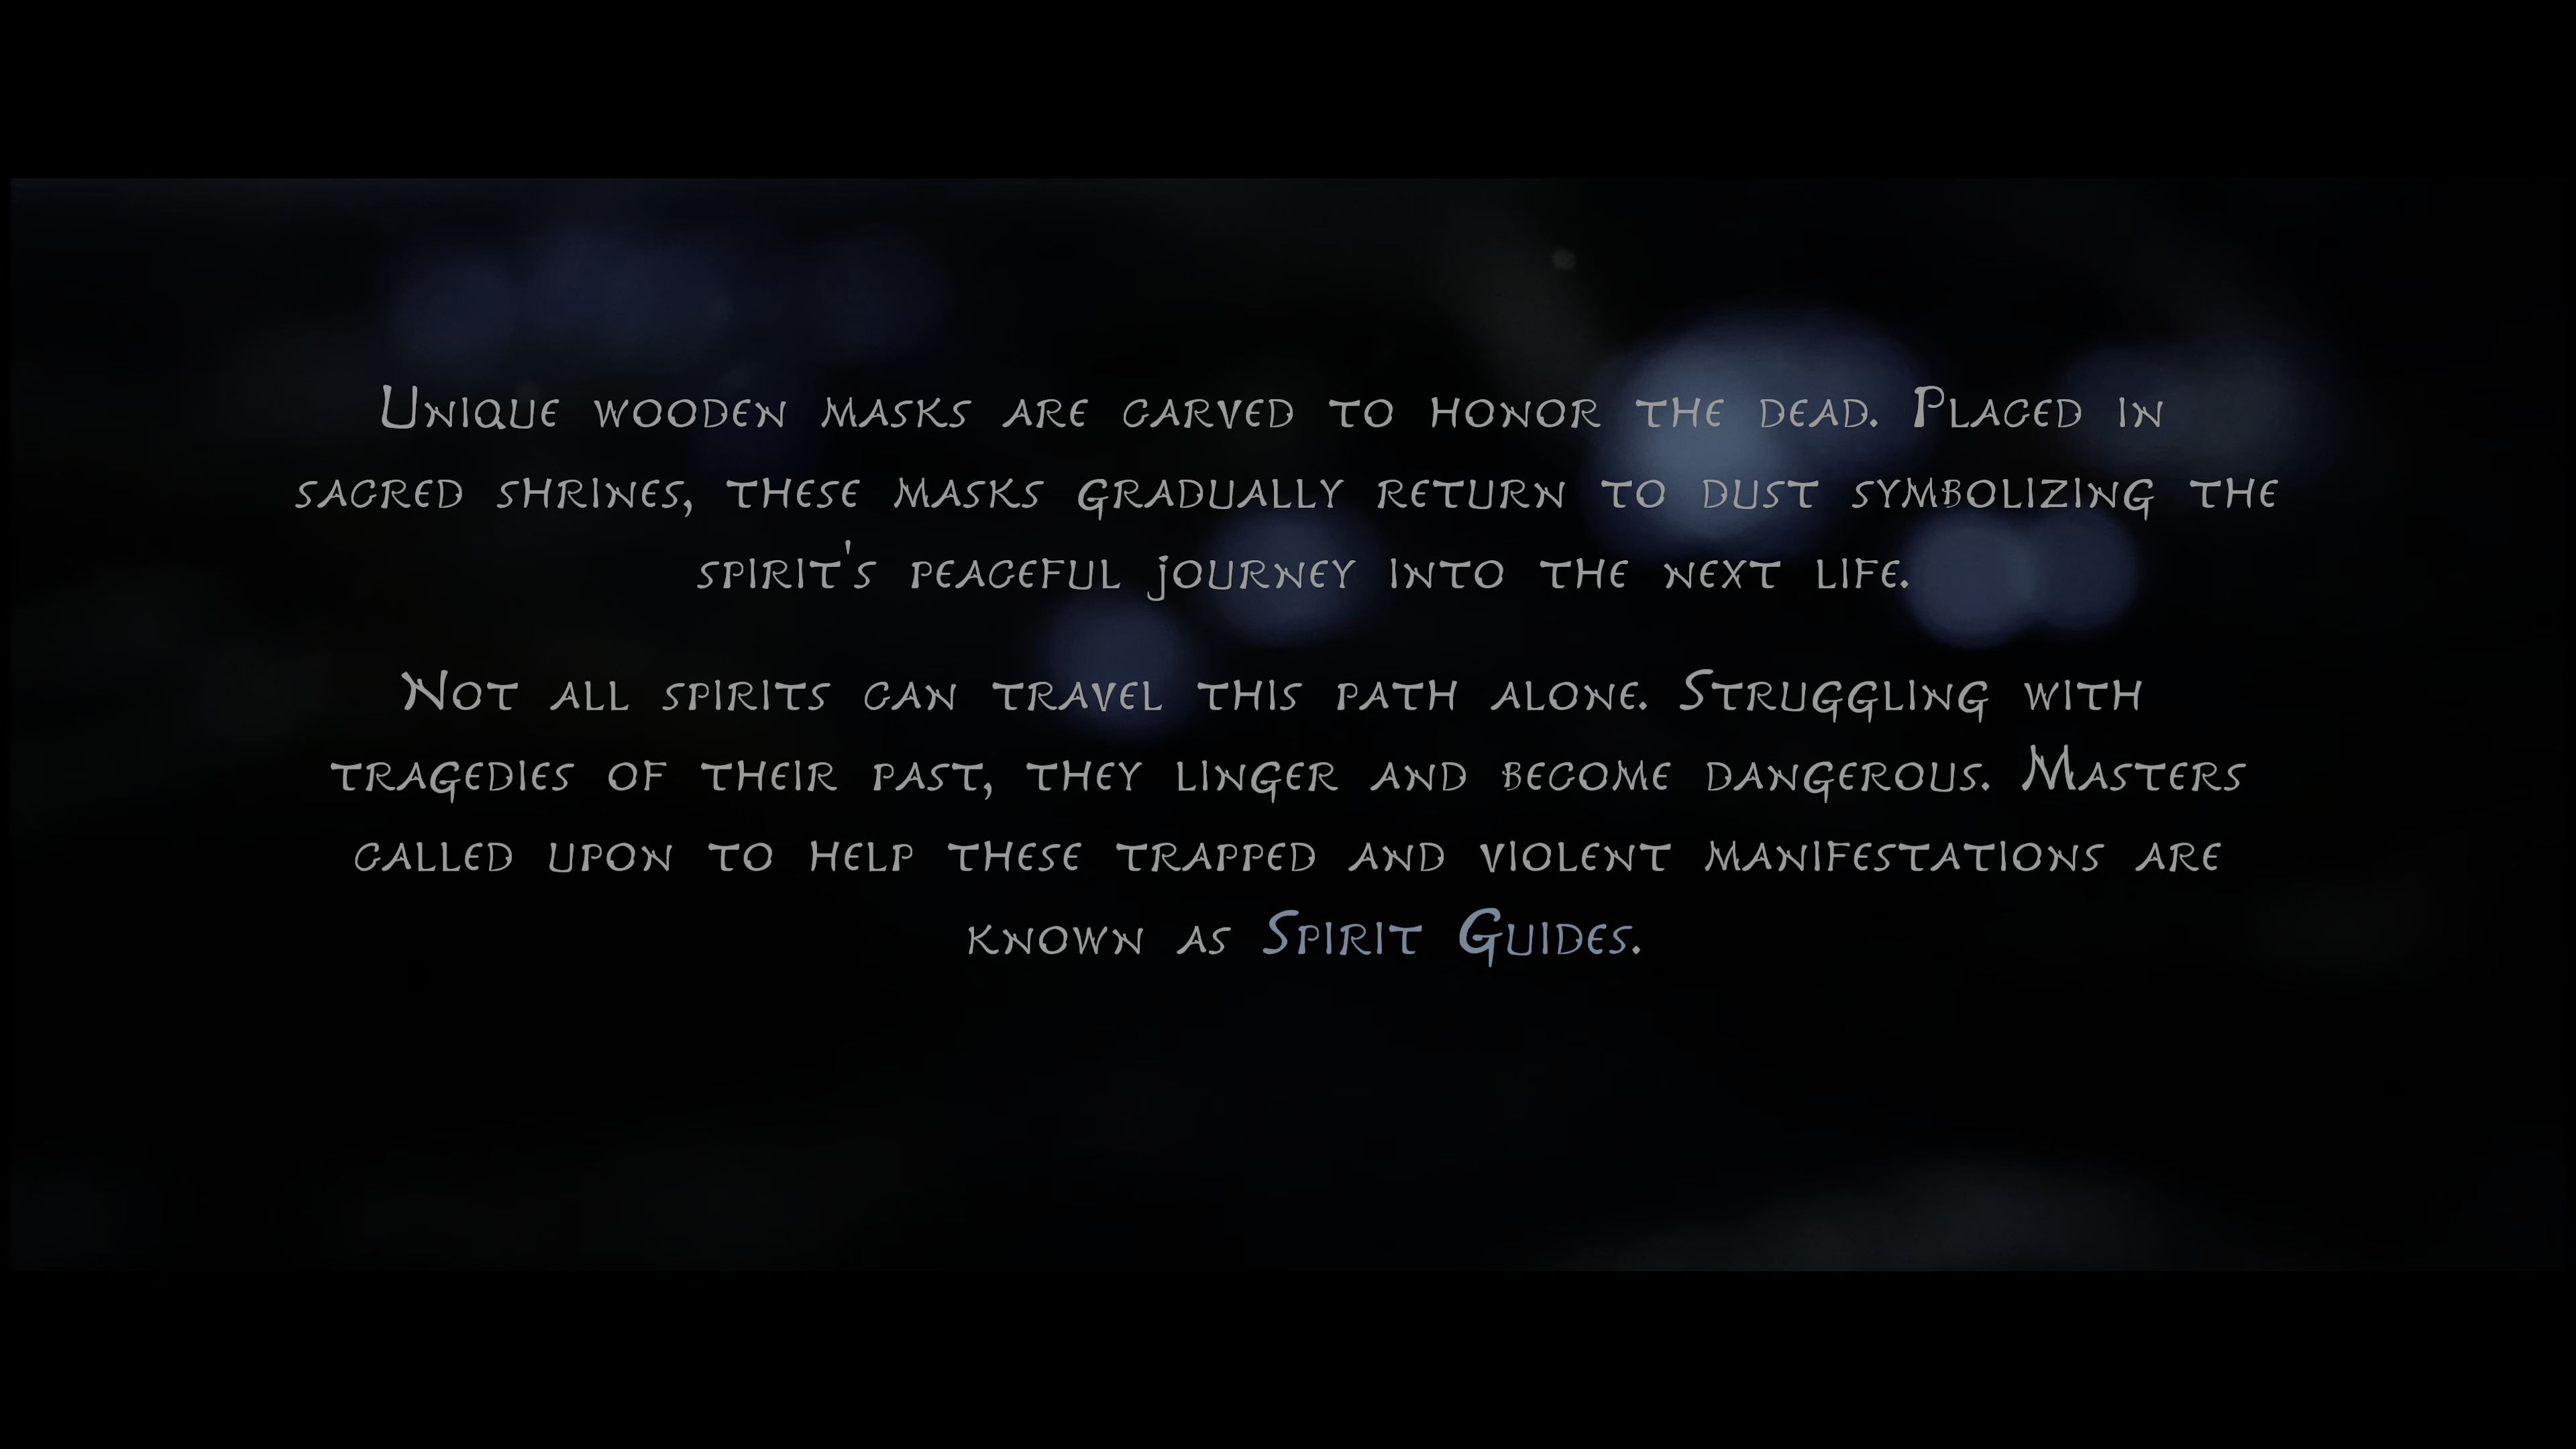 Unique wooden masks are carved to honor the dead. Placed in
sacred shrines, these masks gradually return to dust symbolizing the
spirit's peaceful journey into the next life.
Not all spirits can travel this path alone. Struggling with
tragedies of their past, they linger and become dangerous. Masters
called upon to help these trapped and violent manifestations are
known as Spirit Guides.